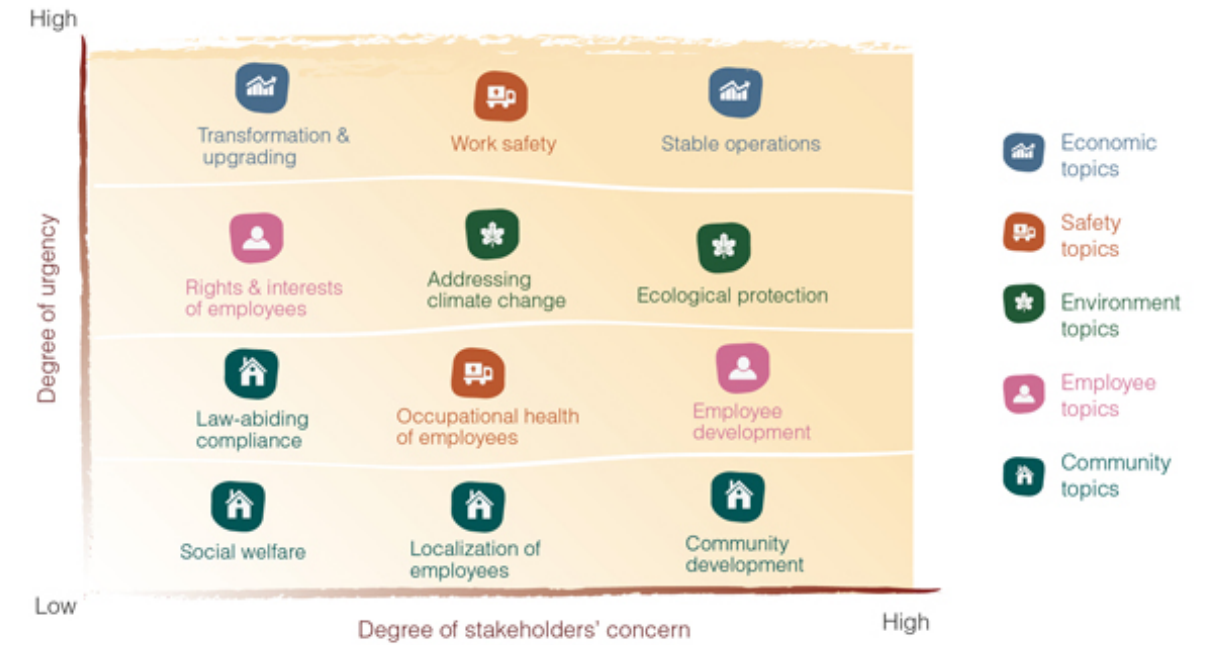 High
Transformation &
upgrading
Work safety
Stable operations
Rights & interests
of employees
Addressing
climate change
Ecological protection
Law-abiding
compliance
Occupational health
of employees
Employee
development
Social welfare
Localization of
employees
Community
development
Degree of urgency
Low
Degree of stakeholders' concern
High
Economic
topics
Safety
topics
Environment
topics
Employee
topics
Community
topics